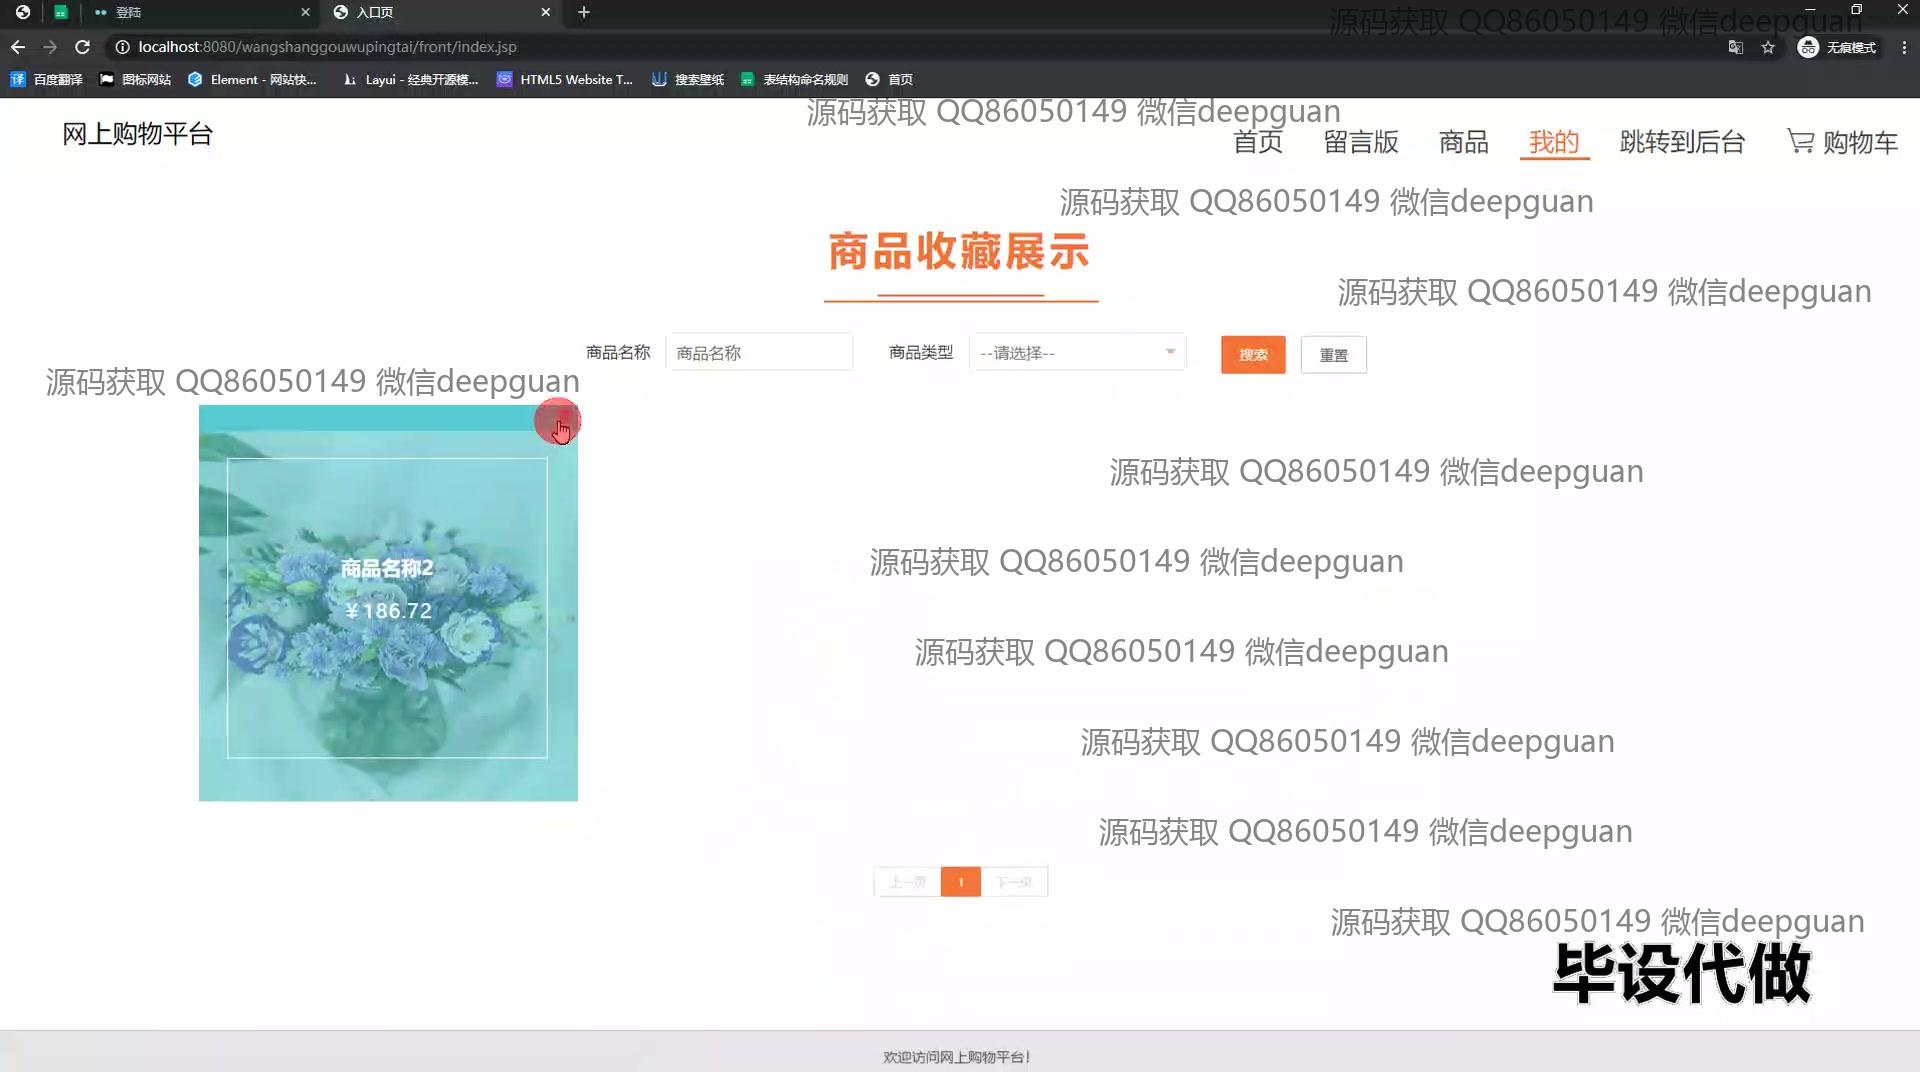 登陆
入口页
源码获取 QQ86050149 微信deepguan
localhost:8080/wangshanggouwupingtai/front/index.jsp
无痕模式
百度翻译
图标网站
Element - 网站快...
Layui - 经典开源模...
HTML5 Website T...
搜索壁纸
表结构命名规则
首页
源码获取 QQ86050149 微信deepguan
网上购物平台
首页 留言版 商品 我的 跳转到后台 购物车
源码获取 QQ86050149 微信deepguan
商品收藏展示
源码获取 QQ86050149 微信deepguan
商品名称 商品名称 商品类型 --请选择-- 搜索 重置
源码获取 QQ86050149 微信deepguan
源码获取 QQ86050149 微信deepguan
源码获取 QQ86050149 微信deepguan
商品名称2
¥186.72
源码获取 QQ86050149 微信deepguan
源码获取 QQ86050149 微信deepguan
源码获取 QQ86050149 微信deepguan
上一页 1 下一页
源码获取 QQ86050149 微信deepguan
毕设代做
欢迎访问网上购物平台!